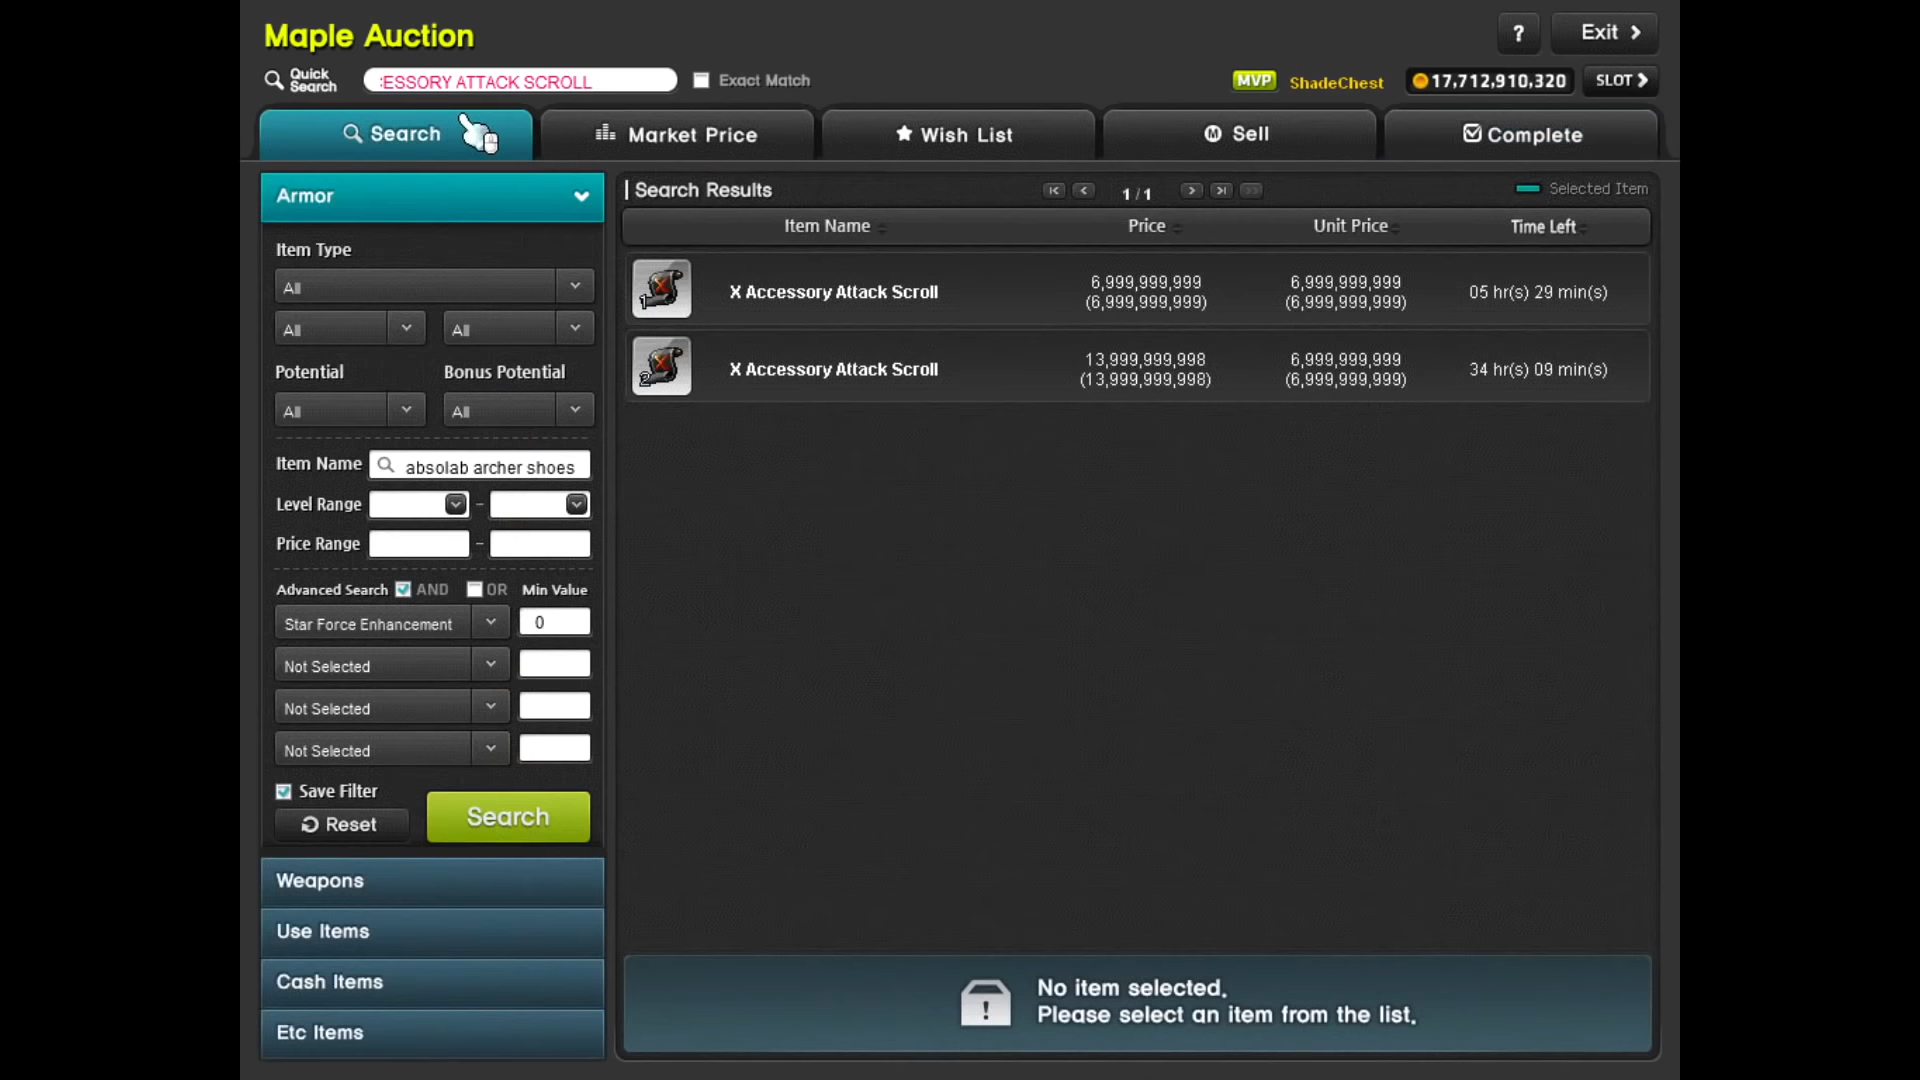 Maple Auction
? Exit >
Quick Search :ESSORY ATTACK SCROLL Exact Match MVP ShadeChest 17,712,910,320 SLOT
Search Market Price Wish List Sell Complete
Armor
Item Type
All
All All
Potential Bonus Potential
All All
Item Name absolab archer shoes
Level Range -
Price Range -
Advanced Search AND OR Min Value
Star Force Enhancement 0
Not Selected
Not Selected
Not Selected
Save Filter
Reset Search
Weapons
Use Items
Cash Items
Etc Items
Search Results 1 / 1 Selected Item
Item Name Price Unit Price Time Left
1 X Accessory Attack Scroll 6,999,999,999 6,999,999,999 05 hr(s) 29 min(s)
(6,999,999,999) (6,999,999,999)
2 X Accessory Attack Scroll 13,999,999,998 6,999,999,999 34 hr(s) 09 min(s)
(13,999,999,998) (6,999,999,999)
No item selected.
Please select an item from the list.